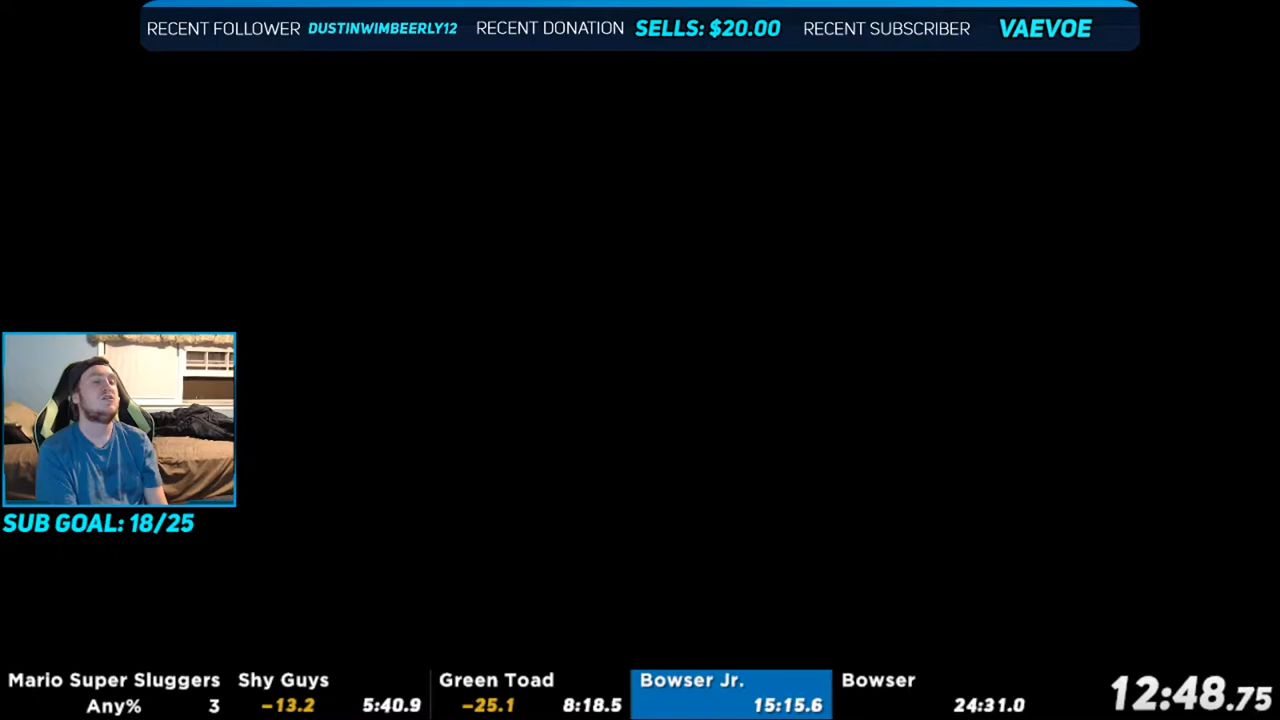 RECENT FOLLOWER DUSTINWIMBEERLY12 RECENT DONATION SELLS: $20.00 RECENT SUBSCRIBER VAEVOE
SUB GOAL: 18/25
Mario Super Sluggers Shy Guys Green Toad Bowser Jr. Bowser
Any% 3 -13.2 5:40.9 -25.1 8:18.5 15:15.6 24:31.0 12:48.75